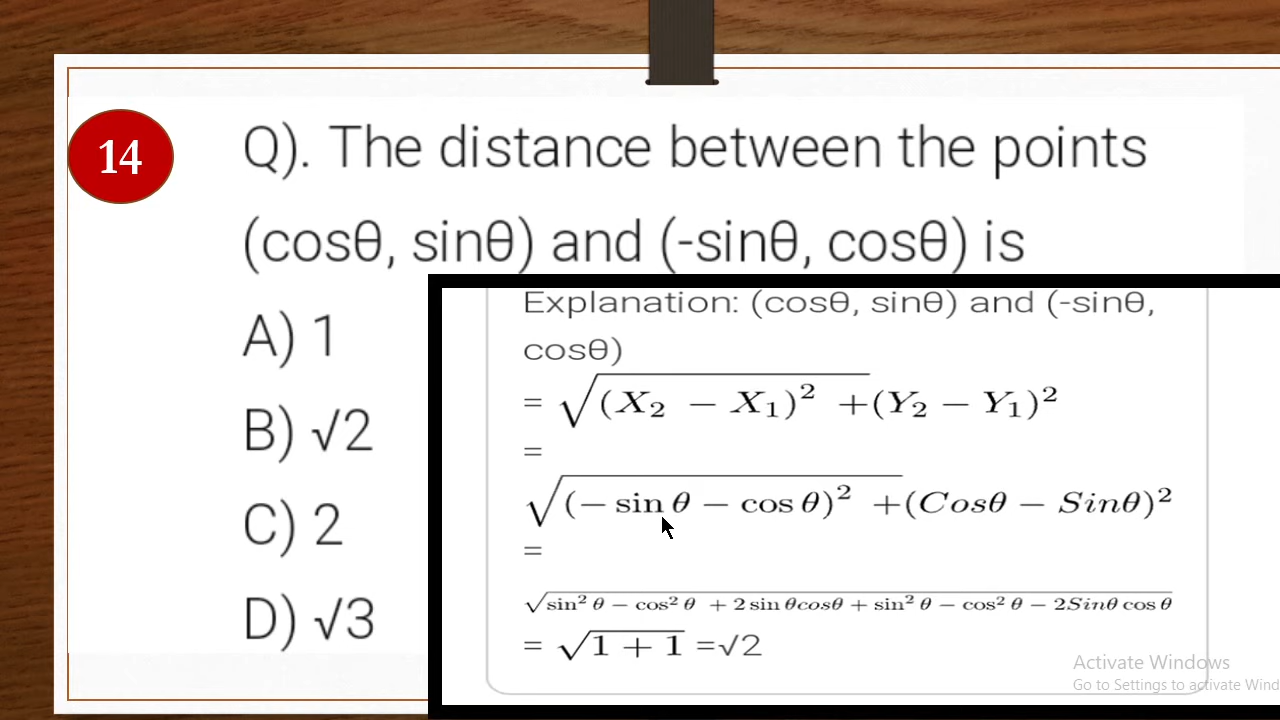 14
Q). The distance between the points
(cosθ, sinθ) and (-sinθ, cosθ) is
A) 1
B) √2
C) 2
D) √3
Explanation: (cosθ, sinθ) and (-sinθ,
cosθ)
= √(X₂ − X₁)² +(Y₂ − Y₁)²
=
√(− sin θ − cos θ)² +(Cosθ − Sinθ)²
=
√sin² θ − cos² θ + 2 sin θcosθ + sin² θ − cos² θ − 2Sinθ cos θ
= √1 + 1 =√2
Activate Windows
Go to Settings to activate Wind